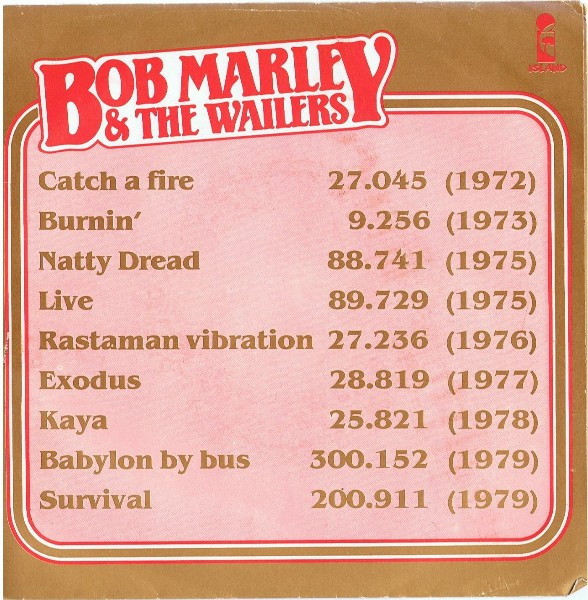 BOB MARLEY
& THE WAILERS
ISLAND
Catch a fire 27.045 (1972)
Burnin' 9.256 (1973)
Natty Dread 88.741 (1975)
Live 89.729 (1975)
Rastaman vibration 27.236 (1976)
Exodus 28.819 (1977)
Kaya 25.821 (1978)
Babylon by bus 300.152 (1979)
Survival 200.911 (1979)